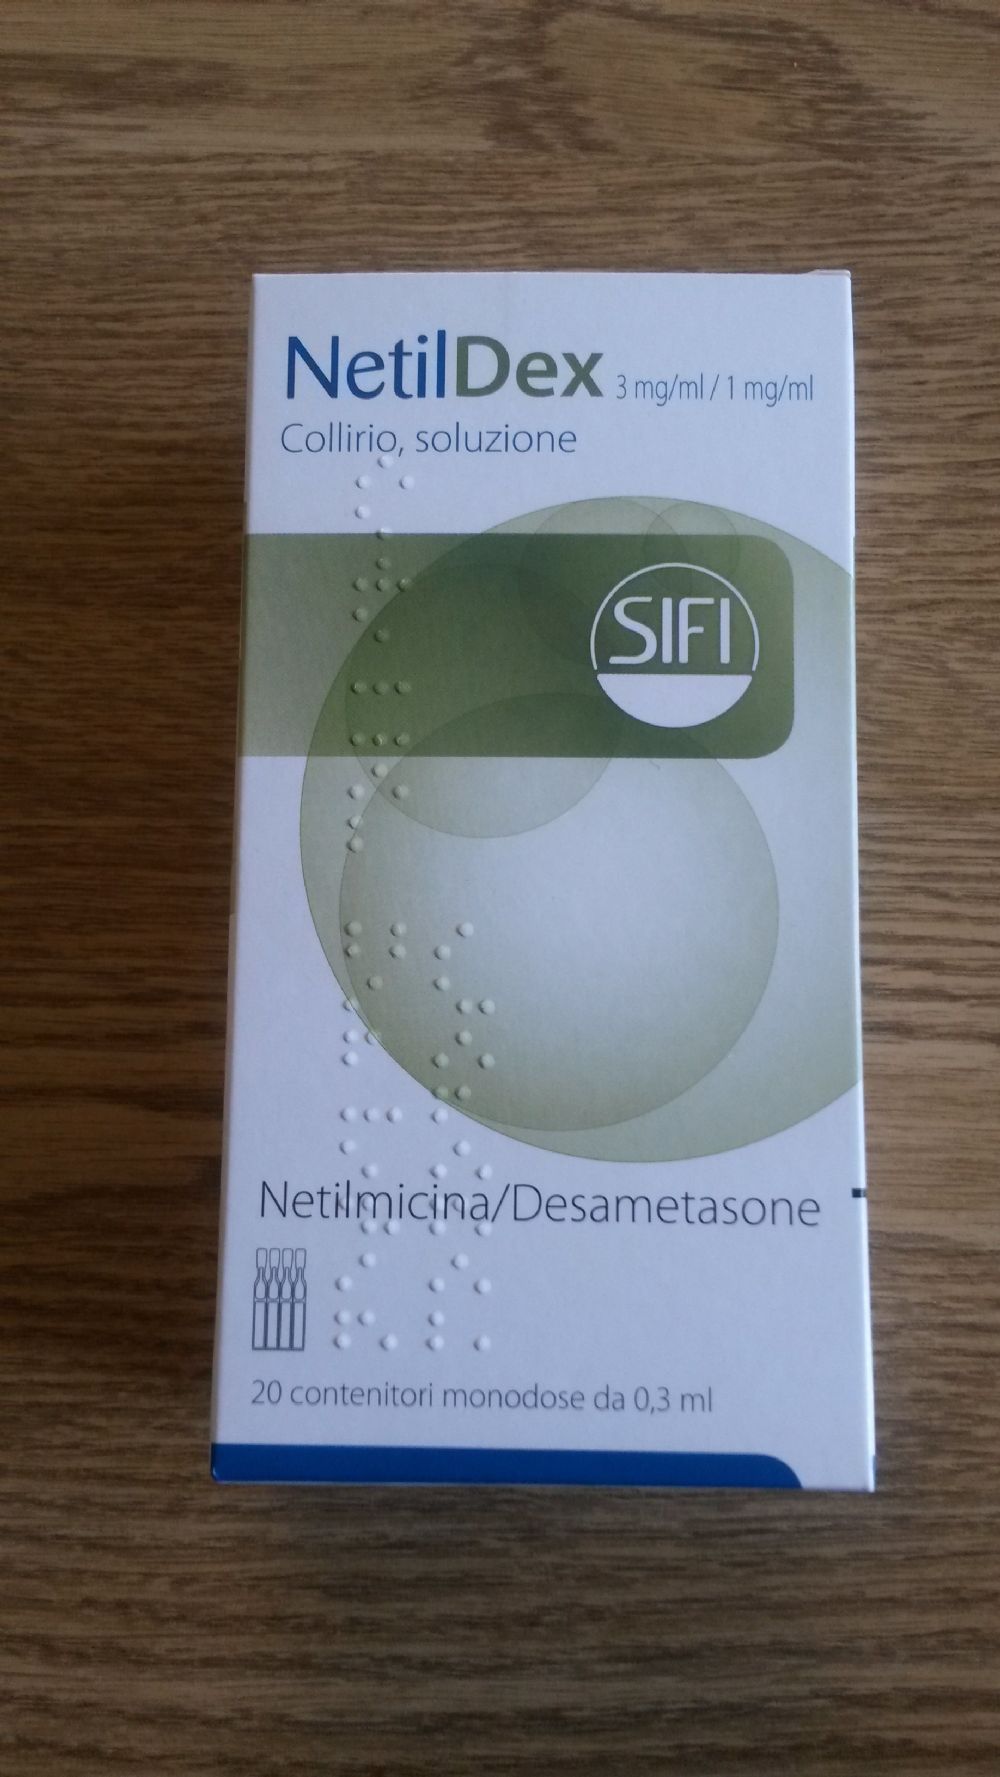 NetilDex 3 mg/ml / 1 mg/ml
Collirio, soluzione
SIFI
Netilmicina/Desametasone
20 contenitori monodose da 0,3 ml